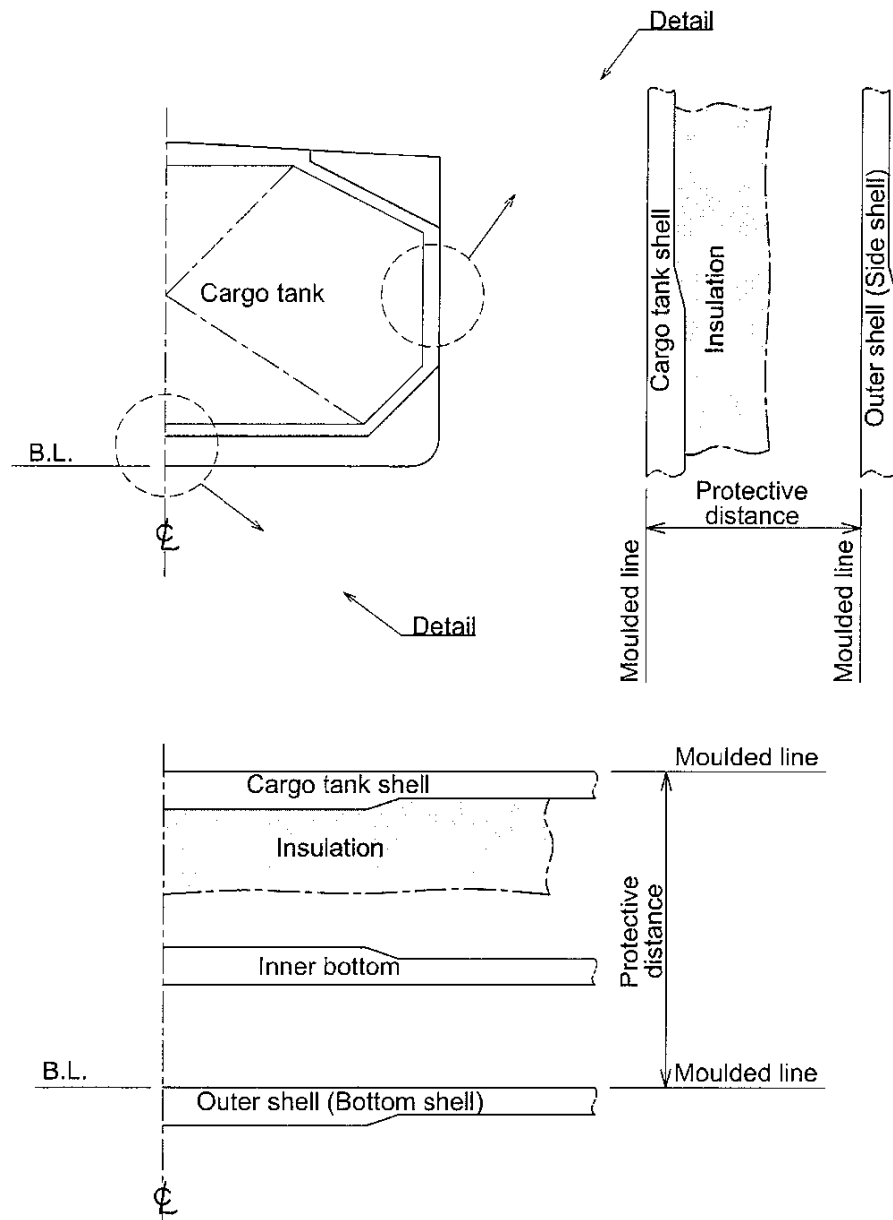 Detail
Cargo tank
B.L.
℄
Detail
Cargo tank shell
Insulation
Outer shell (Side shell)
Protective
distance
Moulded line
Moulded line
Moulded line
Cargo tank shell
Insulation
Protective
distance
Inner bottom
B.L.
Moulded line
Outer shell (Bottom shell)
℄